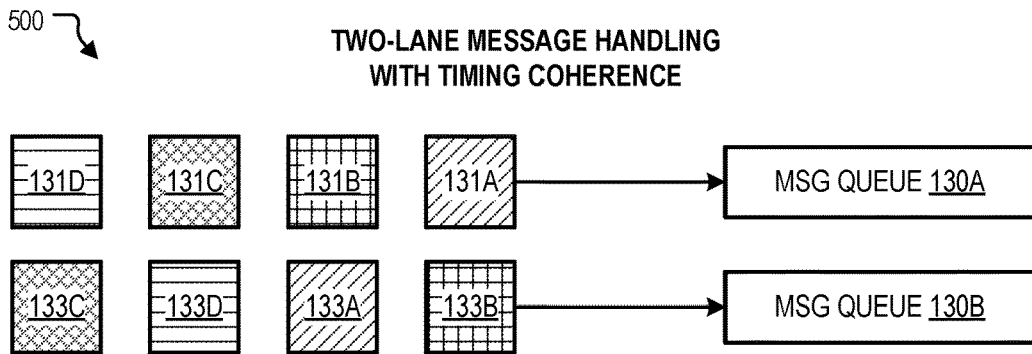 500
TWO-LANE MESSAGE HANDLING
WITH TIMING COHERENCE
131D 131C 131B 131A MSG QUEUE 130A
133C 133D 133A 133B MSG QUEUE 130B